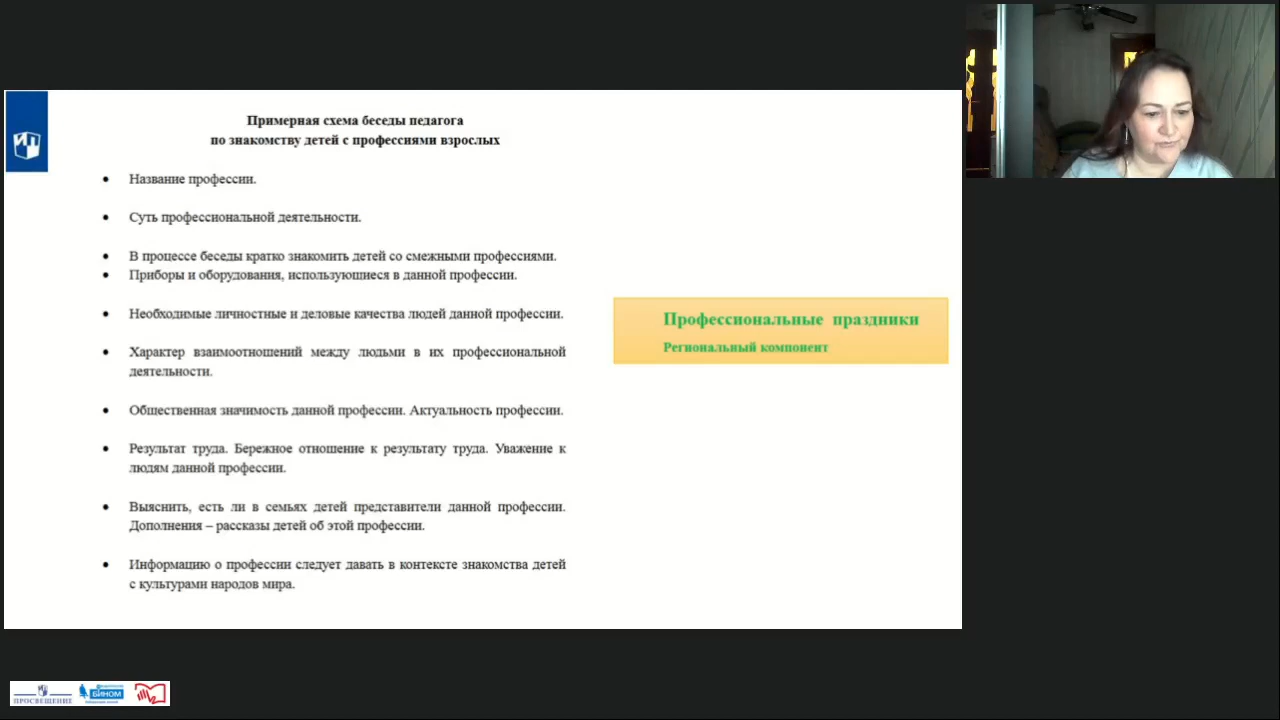 ИП
Примерная схема беседы педагога
по знакомству детей с профессиями взрослых
• Название профессии.
• Суть профессиональной деятельности.
• В процессе беседы кратко знакомить детей со смежными профессиями.
• Приборы и оборудования, использующиеся в данной профессии.
• Необходимые личностные и деловые качества людей данной профессии.
• Характер взаимоотношений между людьми в их профессиональной
деятельности.
• Общественная значимость данной профессии. Актуальность профессии.
• Результат труда. Бережное отношение к результату труда. Уважение к
людям данной профессии.
• Выяснить, есть ли в семьях детей представители данной профессии.
Дополнения – рассказы детей об этой профессии.
• Информацию о профессии следует давать в контексте знакомства детей
с культурами народов мира.
Профессиональные праздники
Региональный компонент
ПРОСВЕЩЕНИЕ
БИНОМ